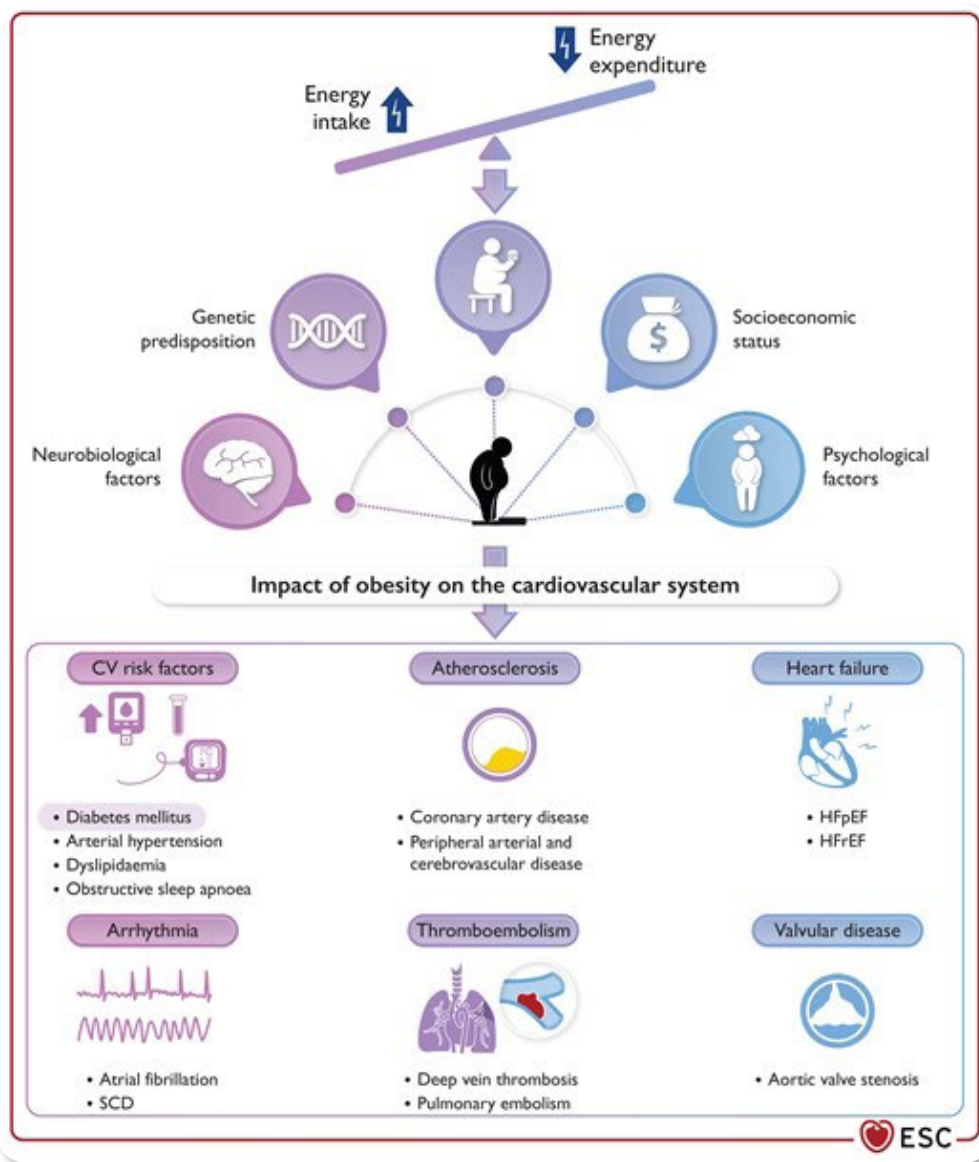 Energy
expenditure
Energy
intake
Genetic
predisposition
$
Socioeconomic
status
Neurobiological
factors
Psychological
factors
Impact of obesity on the cardiovascular system
CV risk factors
• Diabetes mellitus
• Arterial hypertension
• Dyslipidaemia
• Obstructive sleep apnoea
Atherosclerosis
• Coronary artery disease
• Peripheral arterial and
cerebrovascular disease
Heart failure
• HFpEF
• HFrEF
Arrhythmia
• Atrial fibrillation
• SCD
Thromboembolism
• Deep vein thrombosis
• Pulmonary embolism
Valvular disease
• Aortic valve stenosis
ESC